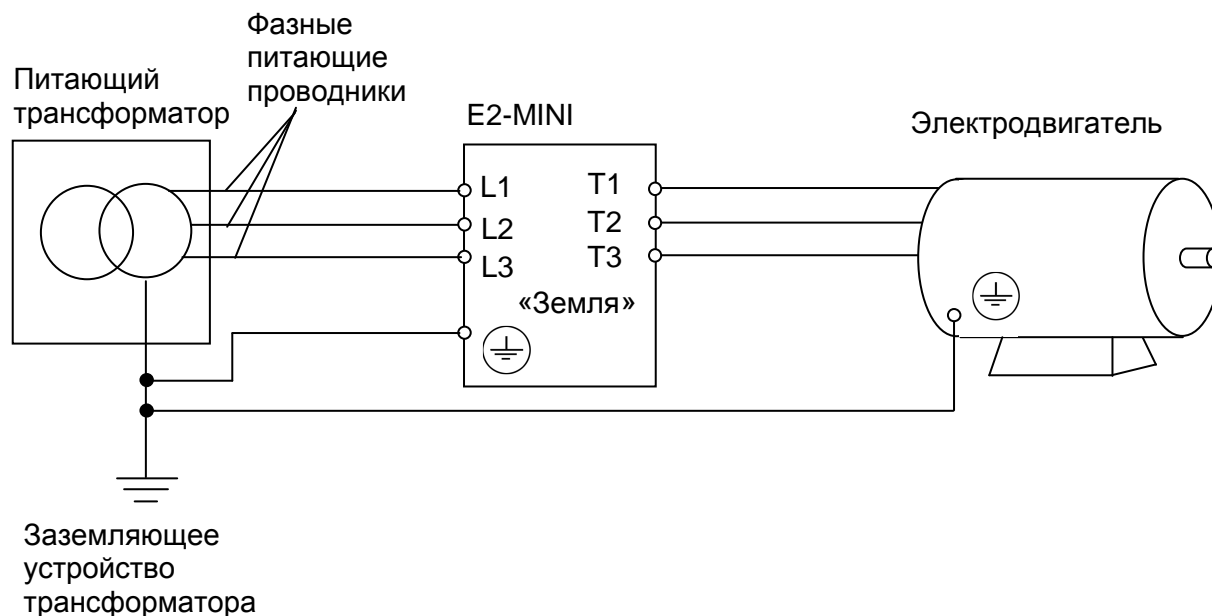 Фазные
питающие
проводники
Питающий
трансформатор
E2-MINI
Электродвигатель
L1
T1
L2
T2
L3
T3
«Земля»
Заземляющее
устройство
трансформатора